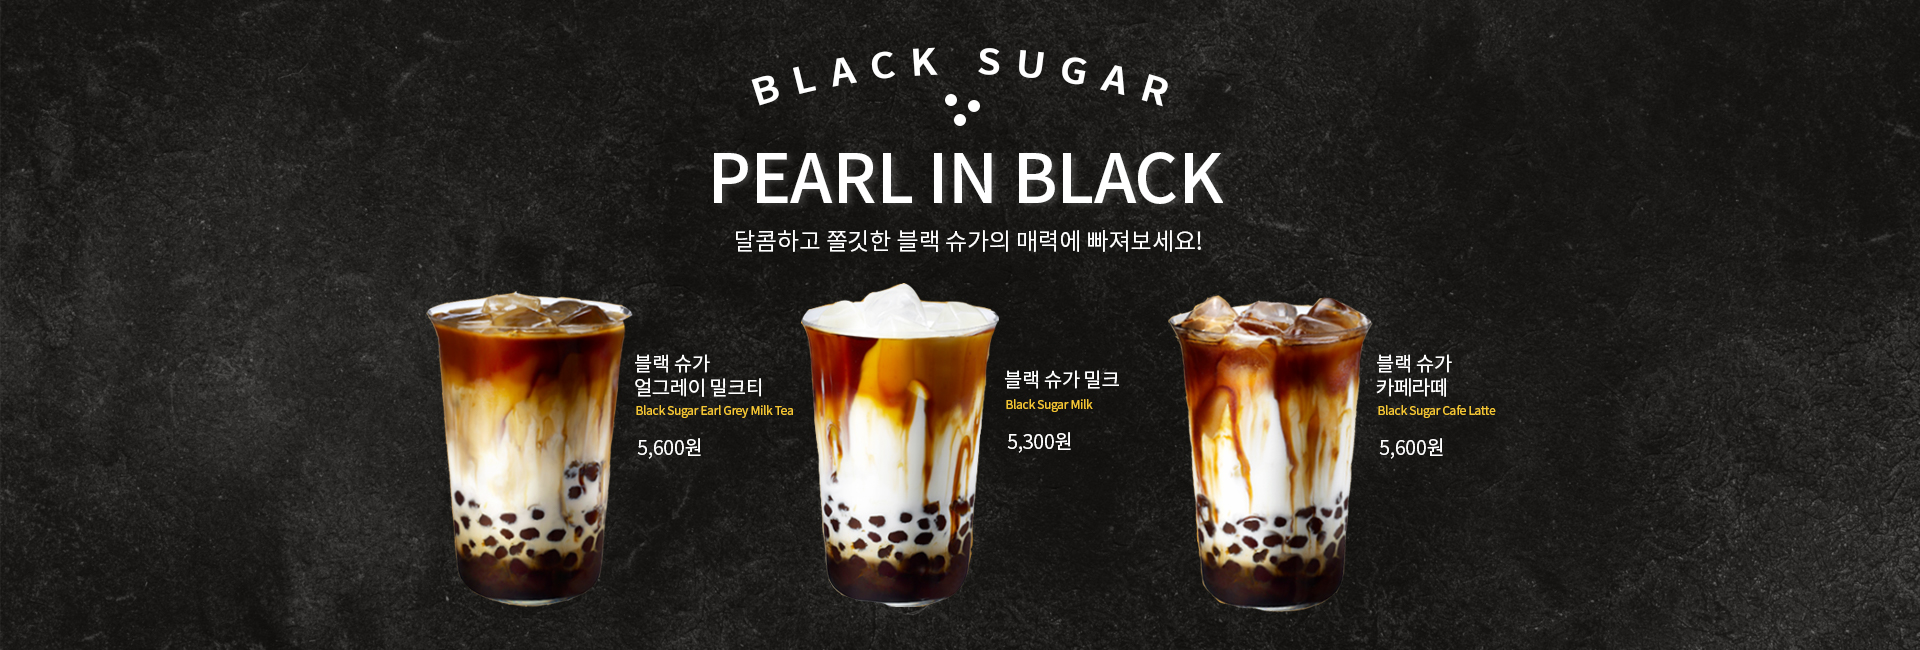 BLACK SUGAR
PEARL IN BLACK
달콤하고 쫄깃한 블랙 슈가의 매력에 빠져보세요!
블랙 슈가
얼그레이 밀크티
Black Sugar Earl Grey Milk Tea
5,600원
블랙 슈가 밀크
Black Sugar Milk
5,300원
블랙 슈가
카페라떼
Black Sugar Cafe Latte
5,600원